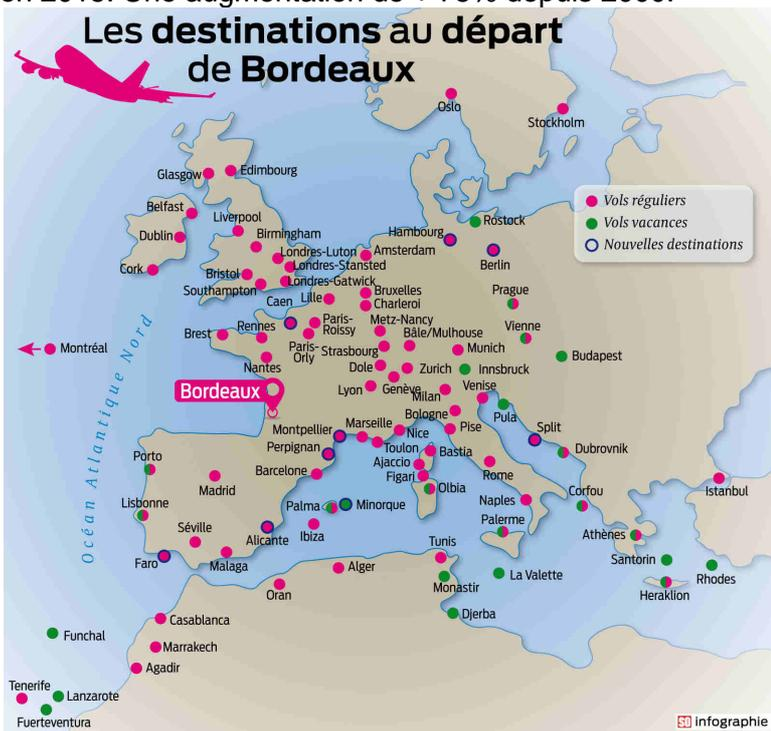 Les destinations au départ
de Bordeaux
Oslo
Stockholm
Glasgow
Edimbourg
Vols réguliers
Vols vacances
Nouvelles destinations
Belfast
Liverpool
Dublin
Birmingham
Cork
Londres-Luton
Londres-Stansted
Bristol
Londres-Gatwick
Southampton
Hambourg
Rostock
Amsterdam
Berlin
Bruxelles
Charleroi
Caen
Lille
Prague
Metz-Nancy
Vienne
Brest
Rennes
Paris-
Roissy
Paris-
Orly
Strasbourg
Bâle/Mulhouse
Munich
Budapest
Montréal
Nantes
Dole
Zurich
Innsbruck
Lyon
Genève
Milan
Venise
Bordeaux
Océan Atlantique Nord
Bologne
Pula
Montpellier
Marseille
Nice
Pise
Split
Perpignan
Toulon
Bastia
Dubrovnik
Porto
Barcelone
Ajaccio
Figari
Rome
Madrid
Olbia
Corfou
Istanbul
Lisbonne
Palma
Minorque
Naples
Séville
Alicante
Ibiza
Palerme
Athènes
Faro
Malaga
Tunis
Santorin
Rhodes
Oran
Alger
Monastir
La Valette
Heraklion
Djerba
Casablanca
Funchal
Marrakech
Agadir
Tenerife
Lanzarote
Fuerteventura
SO infographie